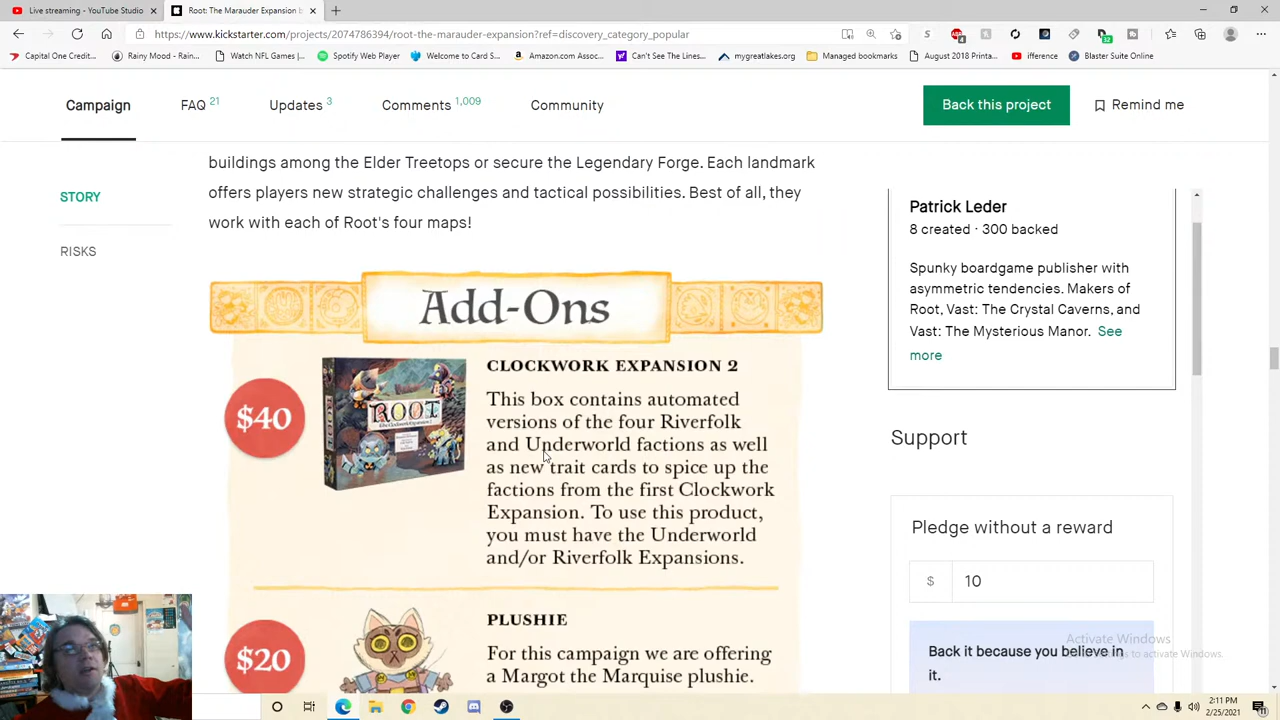 Live streaming - YouTube Studio
Root: The Marauder Expansion b
https://www.kickstarter.com/projects/2074786394/root-the-marauder-expansion?ref=discovery_category_popular
Capital One Credit...
Rainy Mood - Rain...
Watch NFL Games |...
Spotify Web Player
Welcome to Card S...
Amazon.com Assoc...
Can't See the Lines...
mygreatlakes.org
Managed bookmarks
August 2018 Printa...
ifference
Blaster Suite Online
Campaign
FAQ 21
Updates 3
Comments 1,009
Community
Back this project
Remind me
STORY
RISKS
buildings among the Elder Treetops or secure the Legendary Forge. Each landmark
offers players new strategic challenges and tactical possibilities. Best of all, they
work with each of Root's four maps!
Add-Ons
$40
ROOT
CLOCKWORK EXPANSION 2
This box contains automated
versions of the four Riverfolk
and Underworld factions as well
as new trait cards to spice up the
factions from the first Clockwork
Expansion. To use this product,
you must have the Underworld
and/or Riverfolk Expansions.
$20
PLUSHIE
For this campaign we are offering
a Margot the Marquise plushie.
Patrick Leder
8 created · 300 backed
Spunky boardgame publisher with
asymmetric tendencies. Makers of
Root, Vast: The Crystal Caverns, and
Vast: The Mysterious Manor. See
more
Support
Pledge without a reward
$ 10
Back it because you believe in
it.
Activate Windows
2:11 PM
2/25/2021